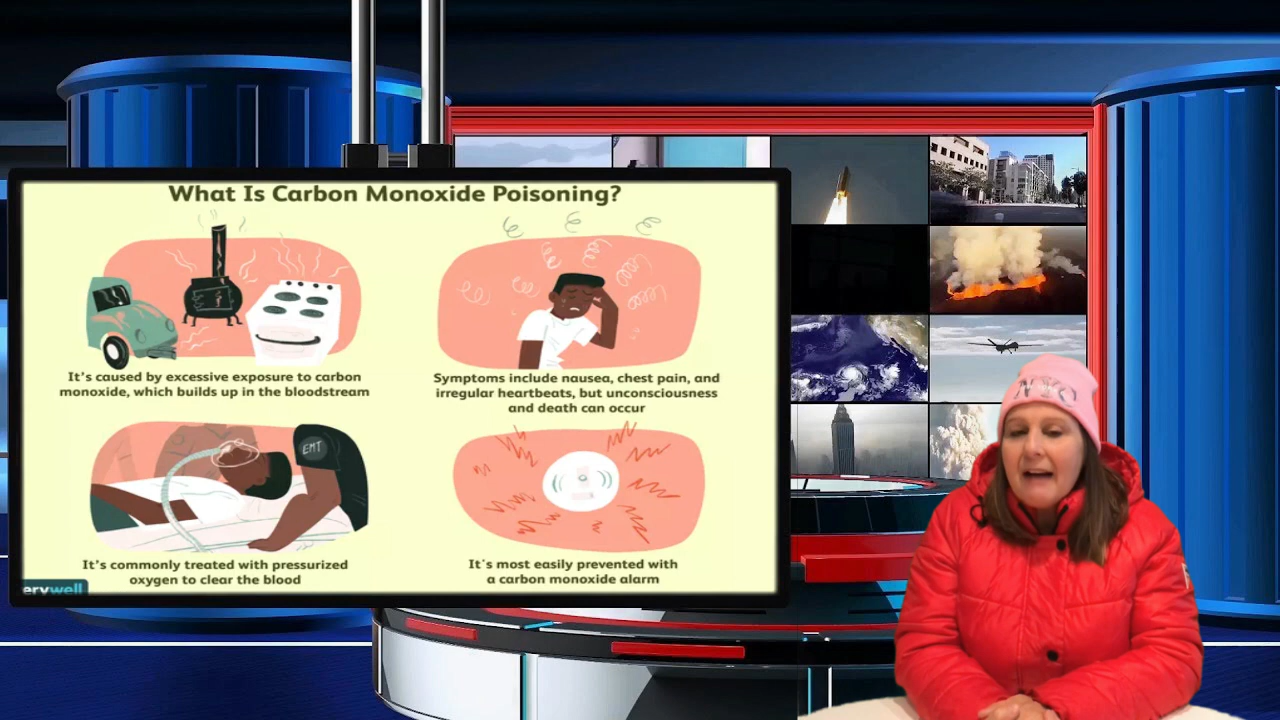 What Is Carbon Monoxide Poisoning?
It's caused by excessive exposure to carbon
monoxide, which builds up in the bloodstream
Symptoms include nausea, chest pain, and
irregular heartbeats, but unconsciousness
and death can occur
EMT
It's commonly treated with pressurized
oxygen to clear the blood
It's most easily prevented with
a carbon monoxide alarm
erywell
NYC